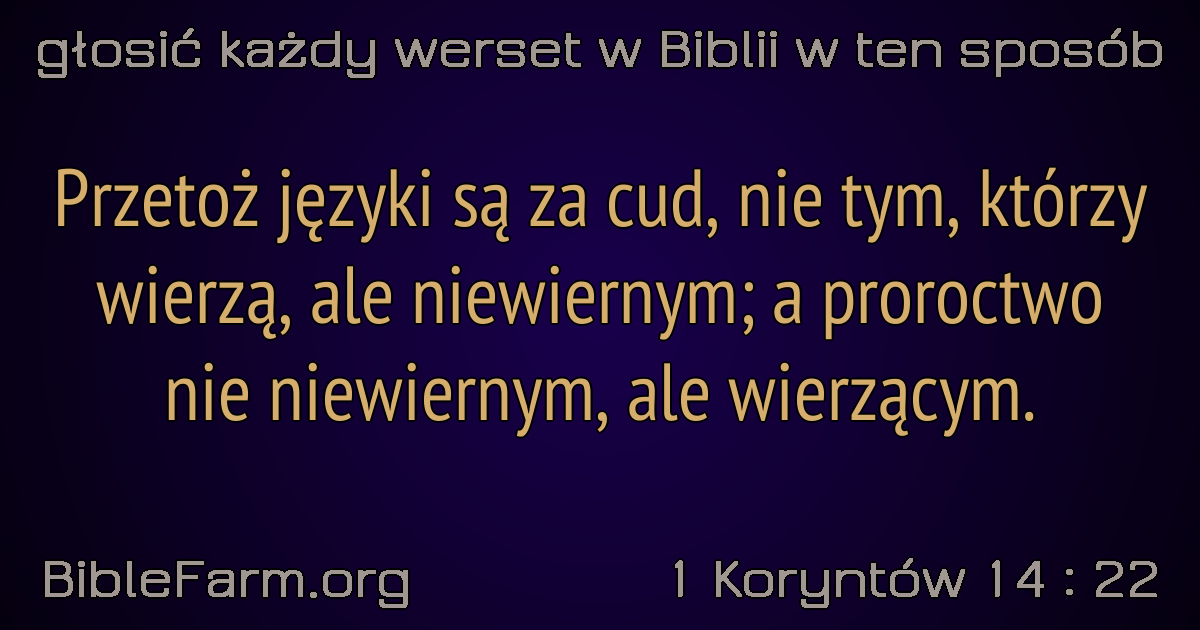 głosić każdy werset w Biblii w ten sposób
Przetoż języki są za cud, nie tym, którzy
wierzą, ale niewiernym; a proroctwo
nie niewiernym, ale wierzącym.
BibleFarm.org
1 Koryntów 14 : 22